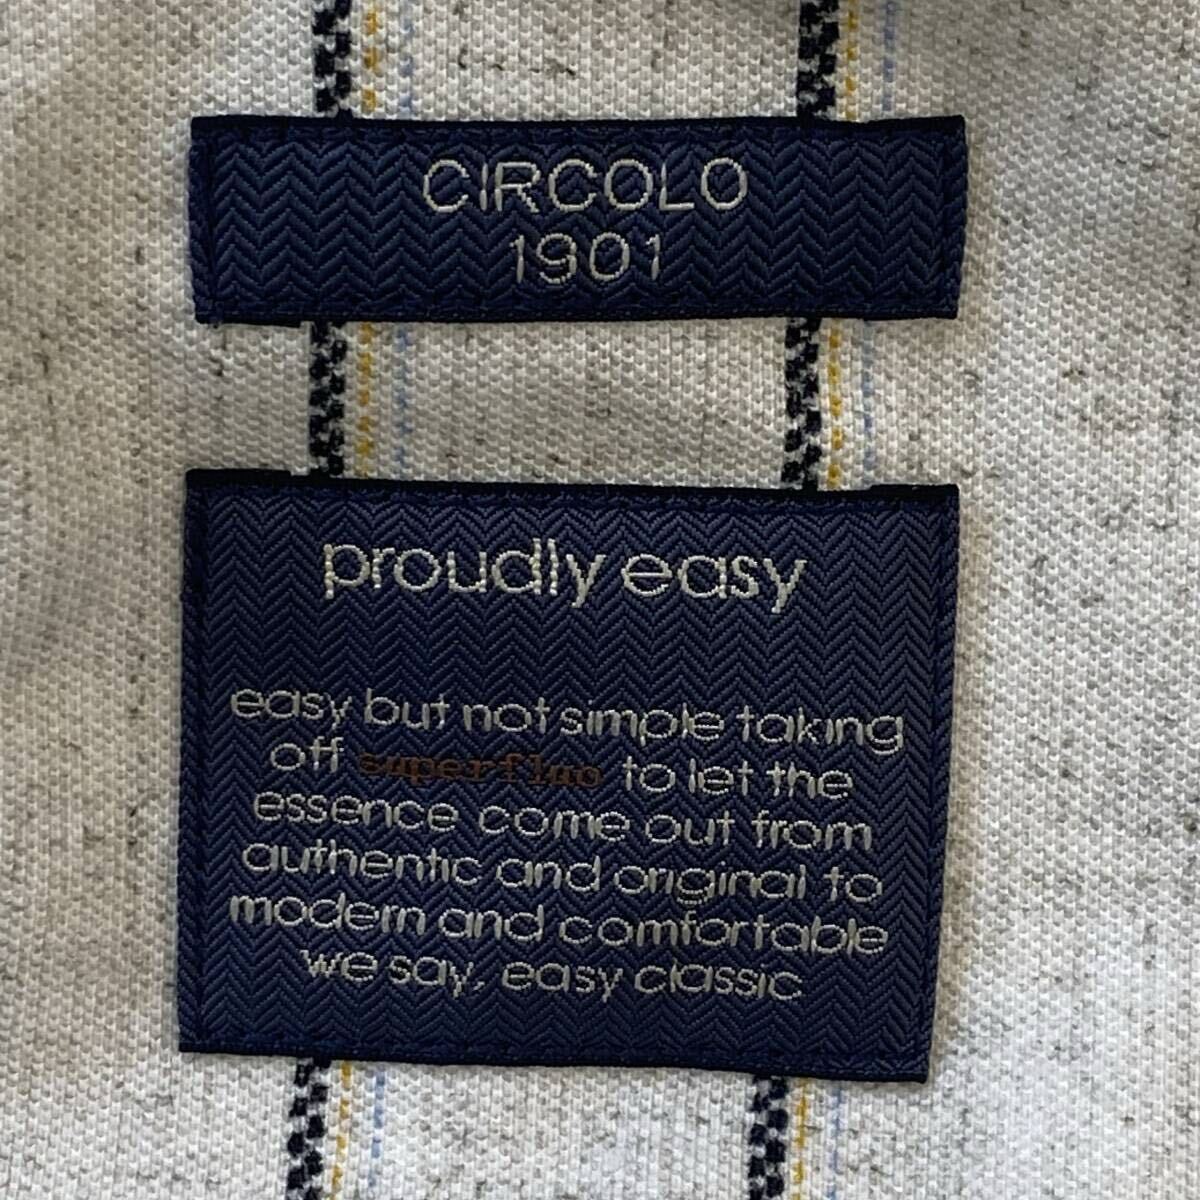 CIRCOLO
1901
proudly easy
easy but not simple taking
off superfluo to let the
essence come out from
authentic and original to
modern and comfortable
we say, easy classic